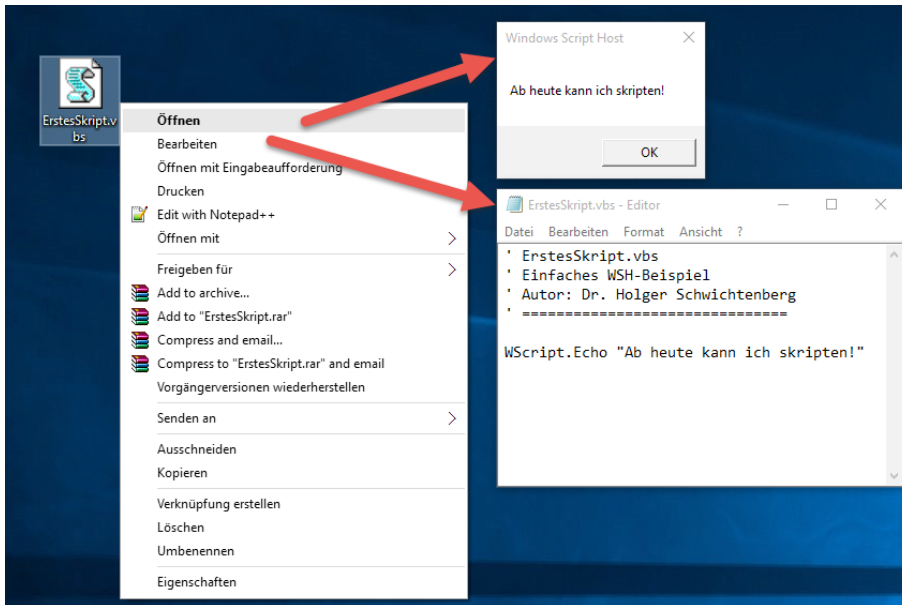 ErstesSkript.v
bs
Öffnen
Bearbeiten
Öffnen mit Eingabeaufforderung
Drucken
Edit with Notepad++
Öffnen mit
Freigeben für
Add to archive...
Add to "ErstesSkript.rar"
Compress and email...
Compress to "ErstesSkript.rar" and email
Vorgängerversionen wiederherstellen
Senden an
Ausschneiden
Kopieren
Verknüpfung erstellen
Löschen
Umbenennen
Eigenschaften
Windows Script Host
Ab heute kann ich skripten!
OK
ErstesSkript.vbs - Editor
Datei Bearbeiten Format Ansicht ?
' ErstesSkript.vbs
' Einfaches WSH-Beispiel
' Autor: Dr. Holger Schwichtenberg
' ===============================
WScript.Echo "Ab heute kann ich skripten!"